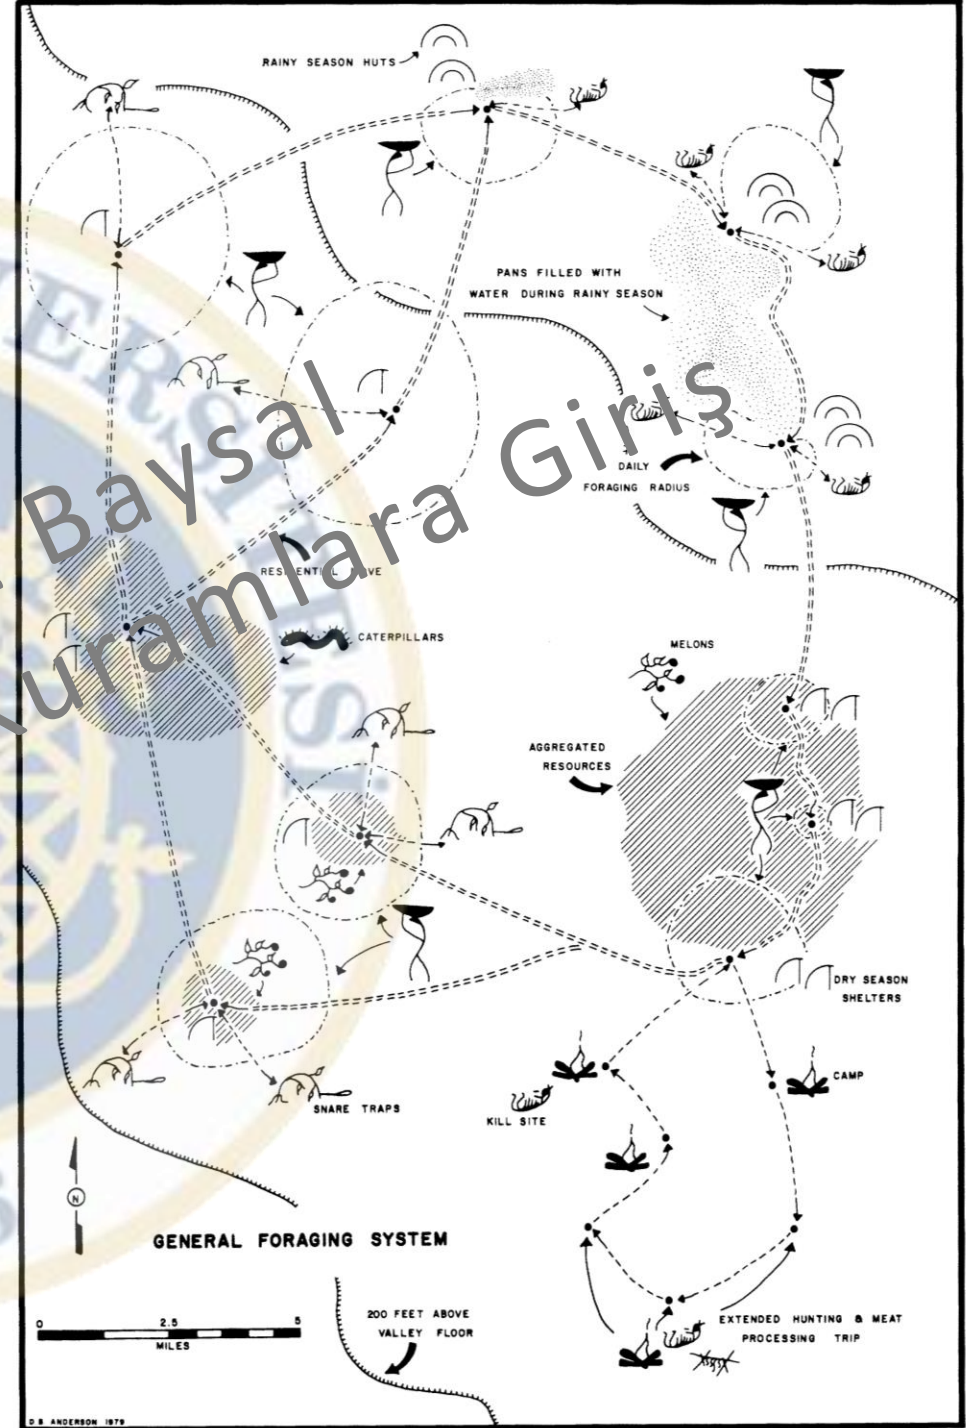 RAINY SEASON HUTS
PANS FILLED WITH
WATER DURING RAINY SEASON
Baysal
Kuramlara Giriş
DAILY
FORAGING RADIUS
CATERPILLARS
MELONS
AGGREGATED
RESOURCES
DRY SEASON
SHELTERS
CAMP
KILL SITE
SNARE TRAPS
N
GENERAL FORAGING SYSTEM
0 2.5 5
MILES
200 FEET ABOVE
VALLEY FLOOR
EXTENDED HUNTING & MEAT
PROCESSING TRIP
D B ANDERSON 1979